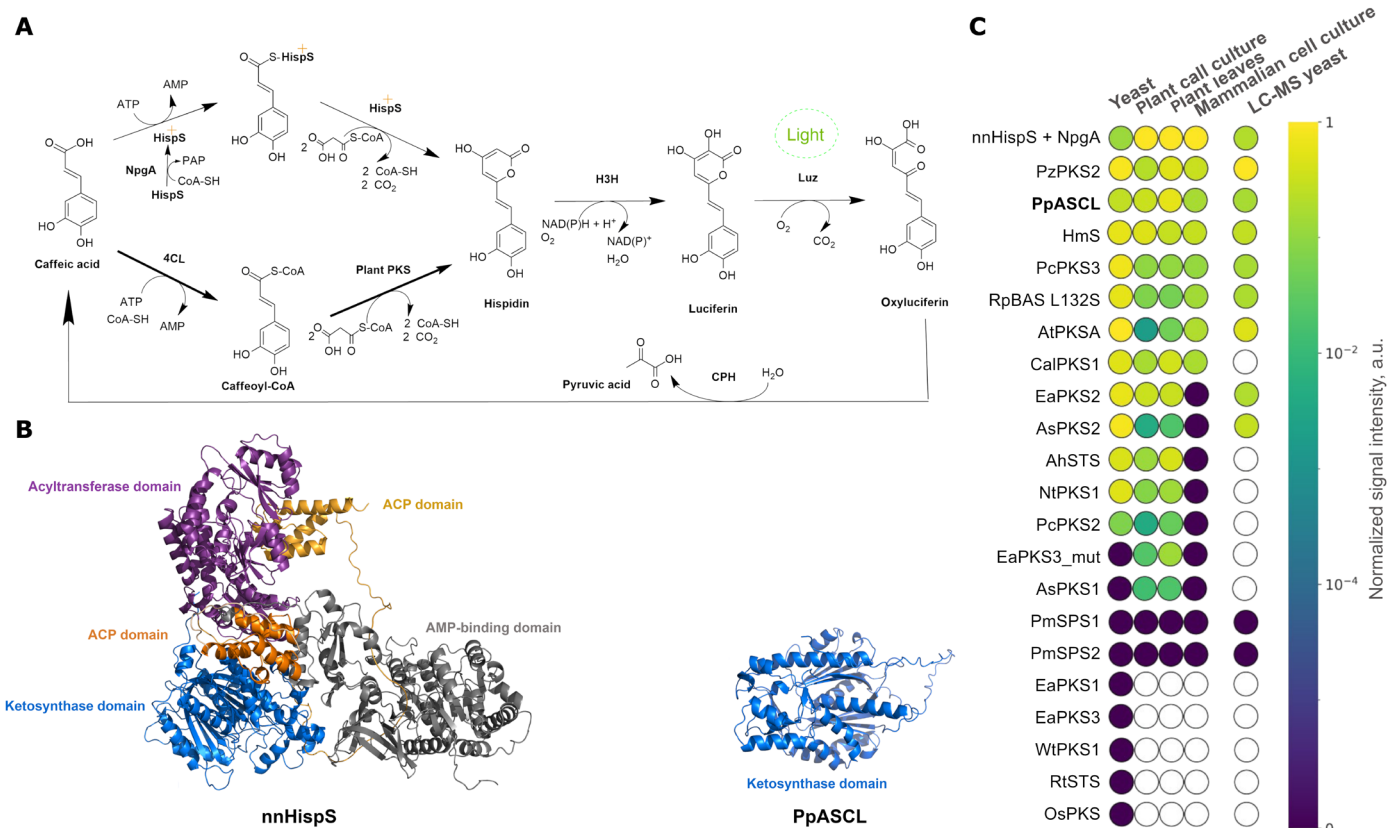 A
O
S-HispS
AMP
ATP
HispS
NpgA
PAP
CoA-SH
HispS
HO
OH
HispS
2
O O
OH S-CoA
2 CoA-SH
2 CO2
O
OH
HO
OH
Caffeic acid
OH
O
O
HO
OH
Hispidin
H3H
NAD(P)H + H+
O2
NAD(P)+
H2O
OH
HO
O
O
HO
OH
Luciferin
Light
Luz
O2
CO2
O
OH
OH
O
HO
OH
Oxyluciferin
4CL
ATP
CoA-SH
AMP
O
S-CoA
HO
OH
Caffeoyl-CoA
Plant PKS
2
O O
OH
S-CoA
2 CoA-SH
2 CO2
Pyruvic acid
O
OH
O
CPH
H2O
B
Acyltransferase domain
ACP domain
ACP domain
AMP-binding domain
Ketosynthase domain
nnHispS
Ketosynthase domain
PpASCL
C
Yeast
Plant call culture
Plant leaves
Mammalian cell culture
LC-MS yeast
nnHispS + NpgA
PzPKS2
PpASCL
HmS
PcPKS3
RpBAS L132S
AtPKSA
CalPKS1
EaPKS2
AsPKS2
AhSTS
NtPKS1
PcPKS2
EaPKS3_mut
AsPKS1
PmSPS1
PmSPS2
EaPKS1
EaPKS3
WtPKS1
RtSTS
OsPKS
1
10−2
10−4
0
Normalized signal intensity, a.u.